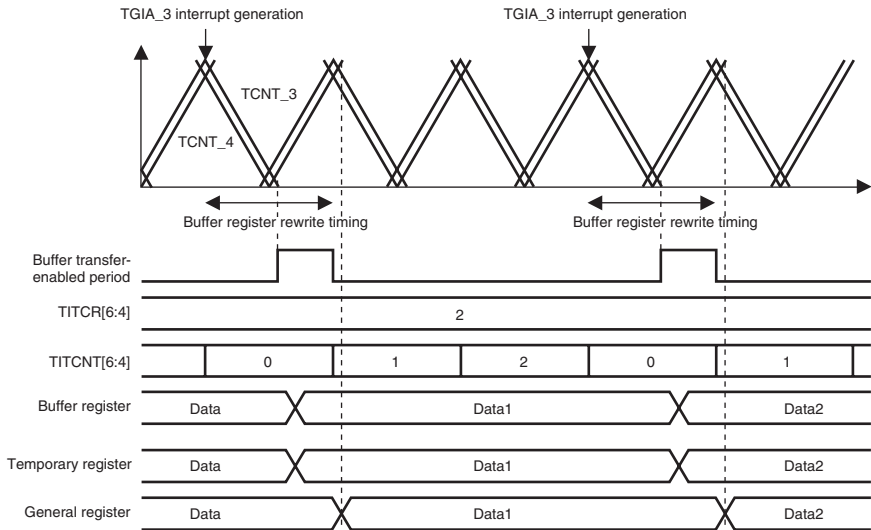 TGIA_3 interrupt generation TGIA_3 interrupt generation
TCNT_3
TCNT_4
Buffer register rewrite timing Buffer register rewrite timing
Buffer transfer-
enabled period
TITCR[6:4] 2
TITCNT[6:4] 0 1 2 0 1
Buffer register Data Data1 Data2
Temporary register Data Data1 Data2
General register Data Data1 Data2